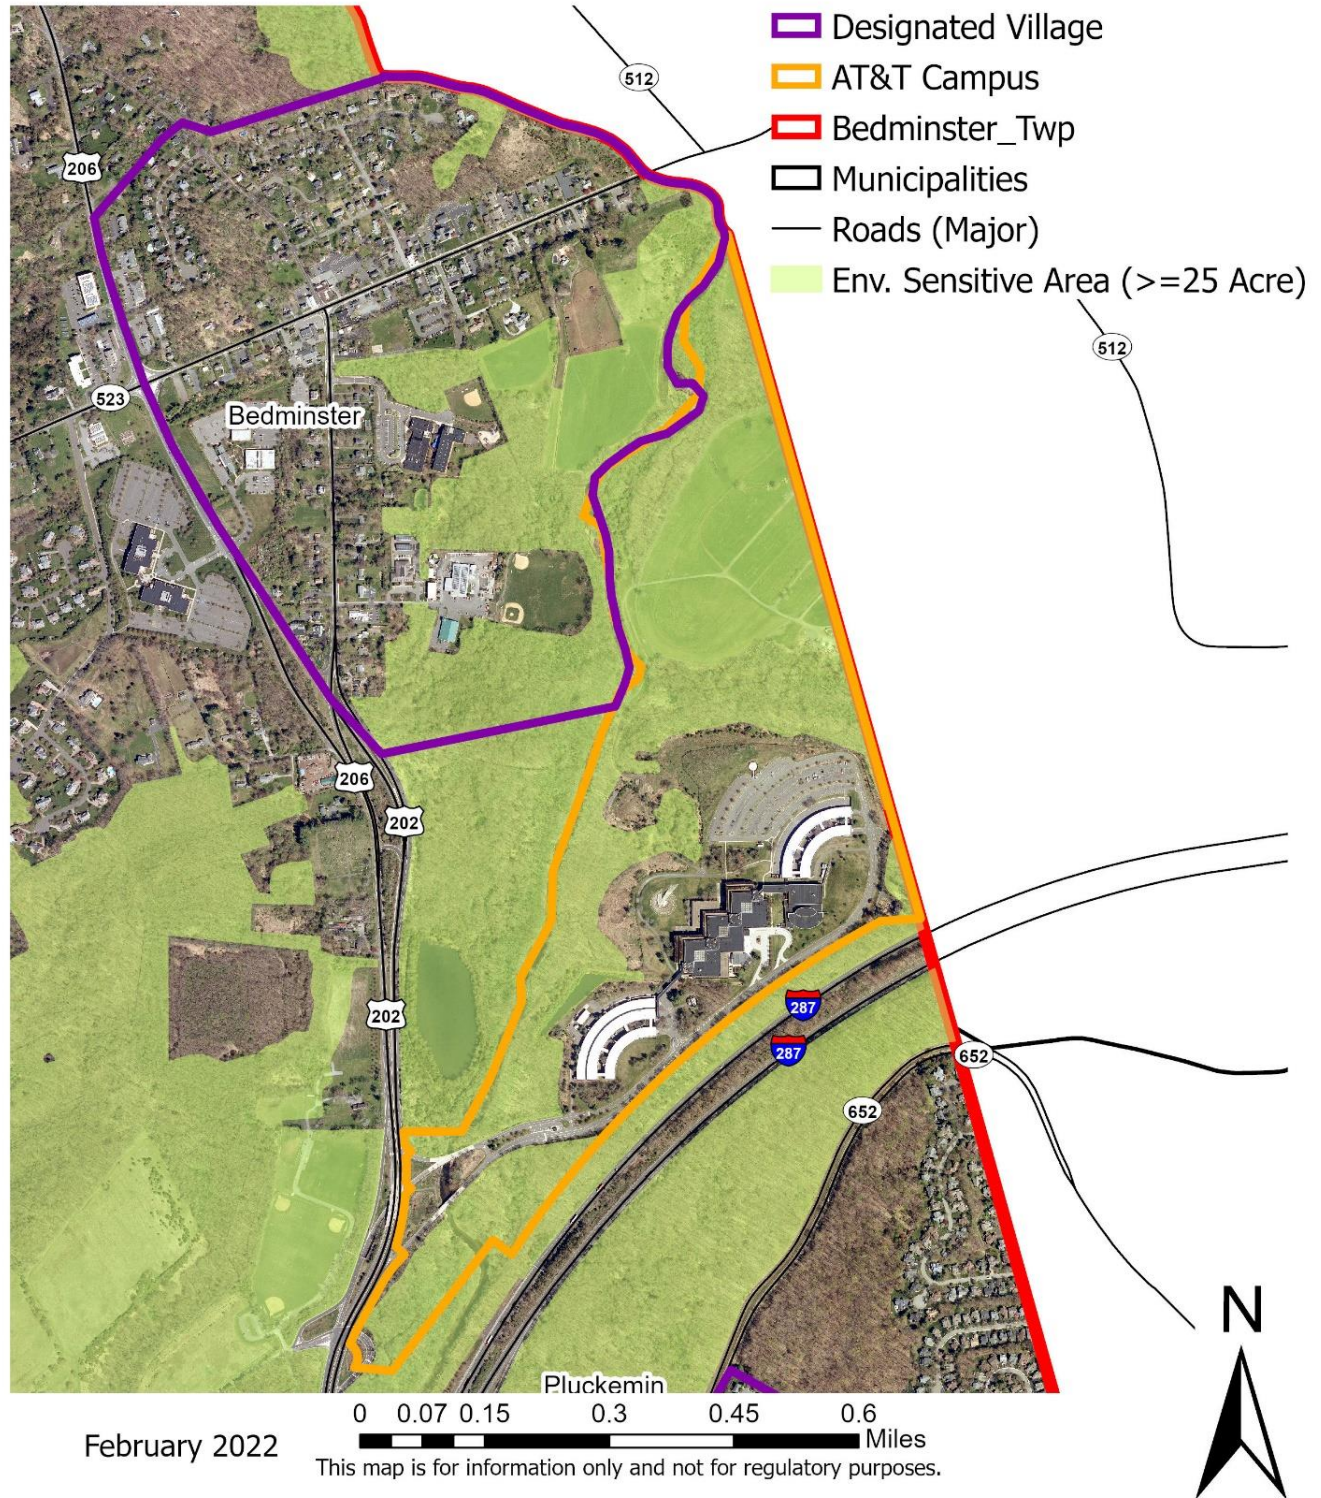 Designated Village
AT&T Campus
Bedminster_Twp
Municipalities
Roads (Major)
Env. Sensitive Area (>=25 Acre)
512
206
512
523
Bedminster
206
202
202
287
287
652
652
Pluckemin
N
0 0.07 0.15 0.3 0.45 0.6
Miles
February 2022
This map is for information only and not for regulatory purposes.